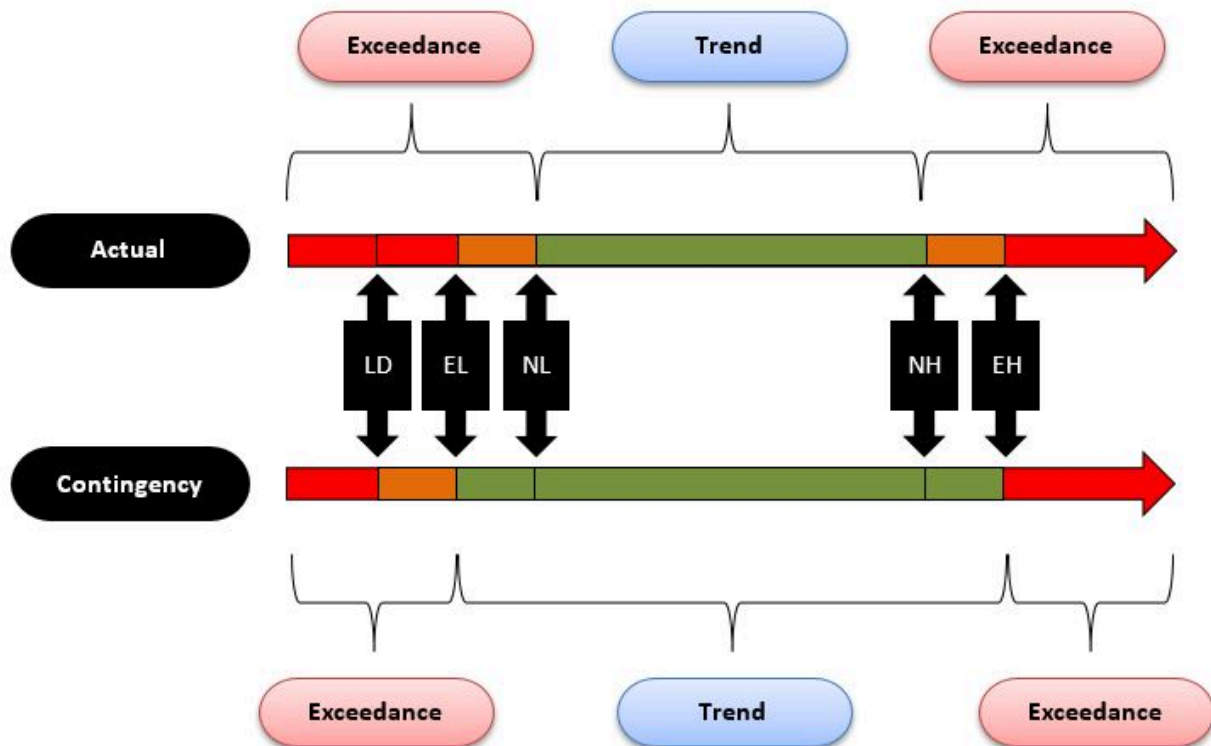 Exceedance
Trend
Exceedance
Actual
LD
EL
NL
NH
EH
Contingency
Exceedance
Trend
Exceedance